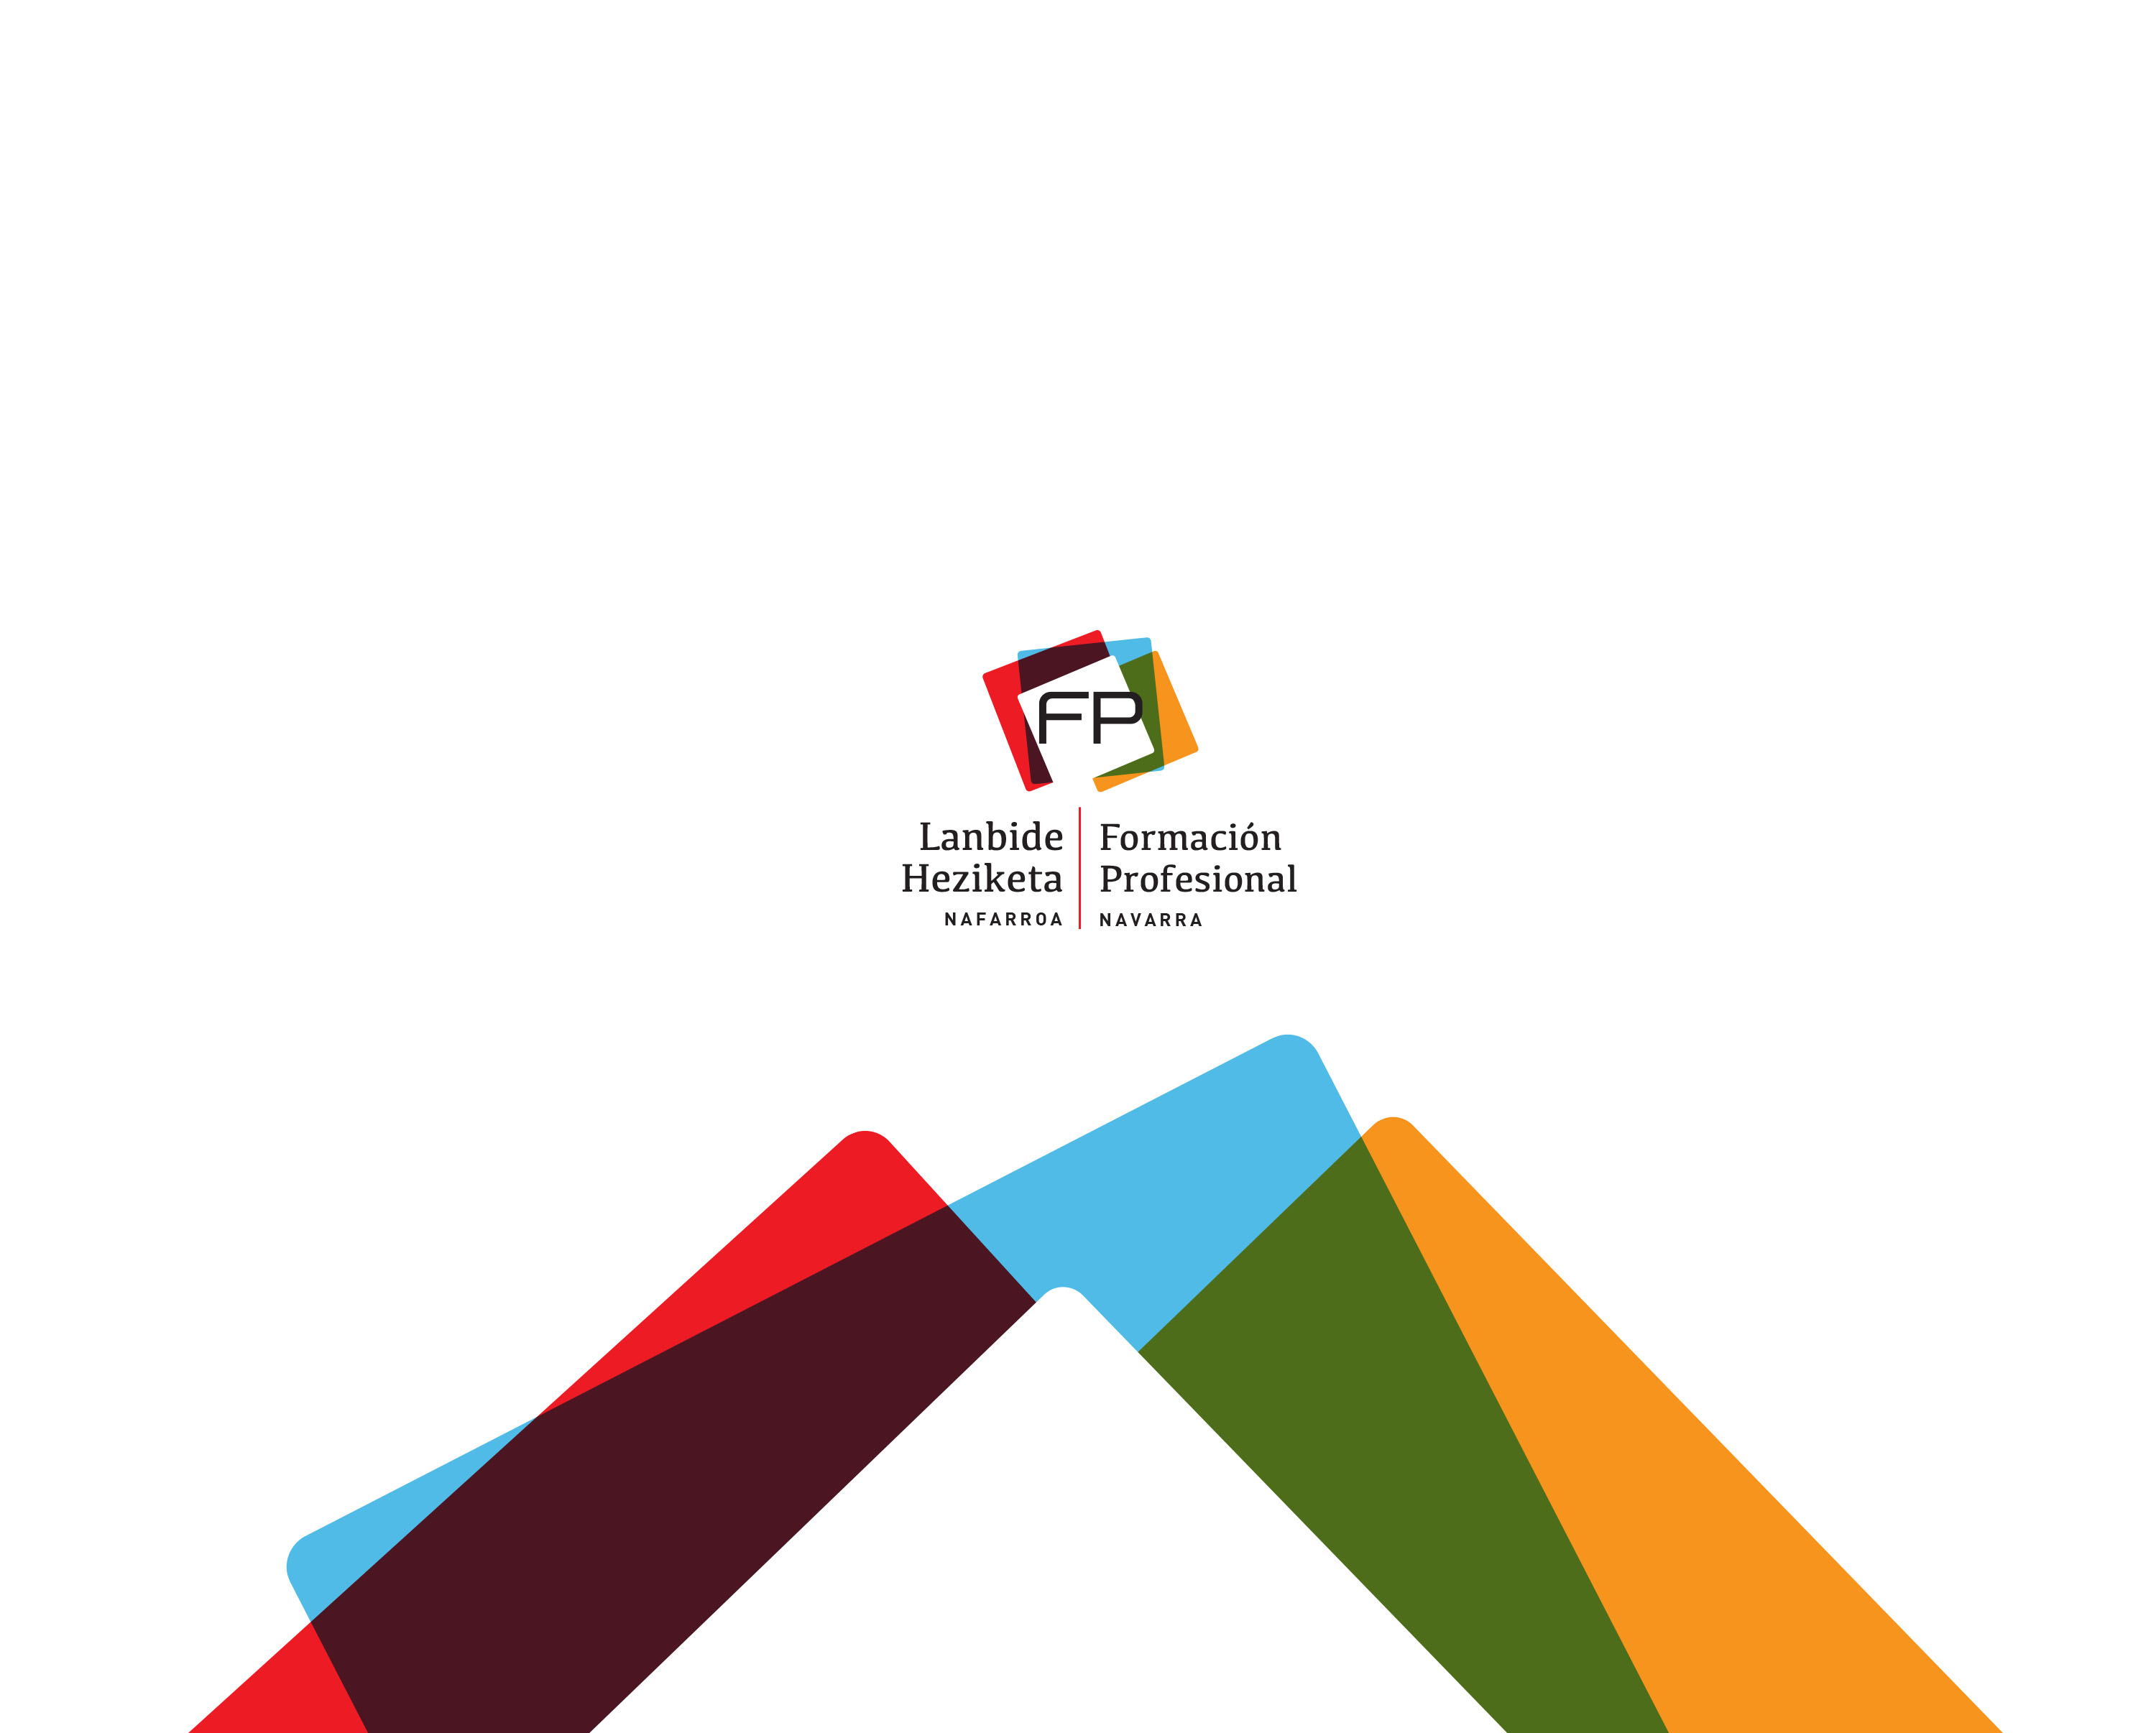 FP
Lanbide
Heziketa
NAFARROA
Formación
Profesional
NAVARRA